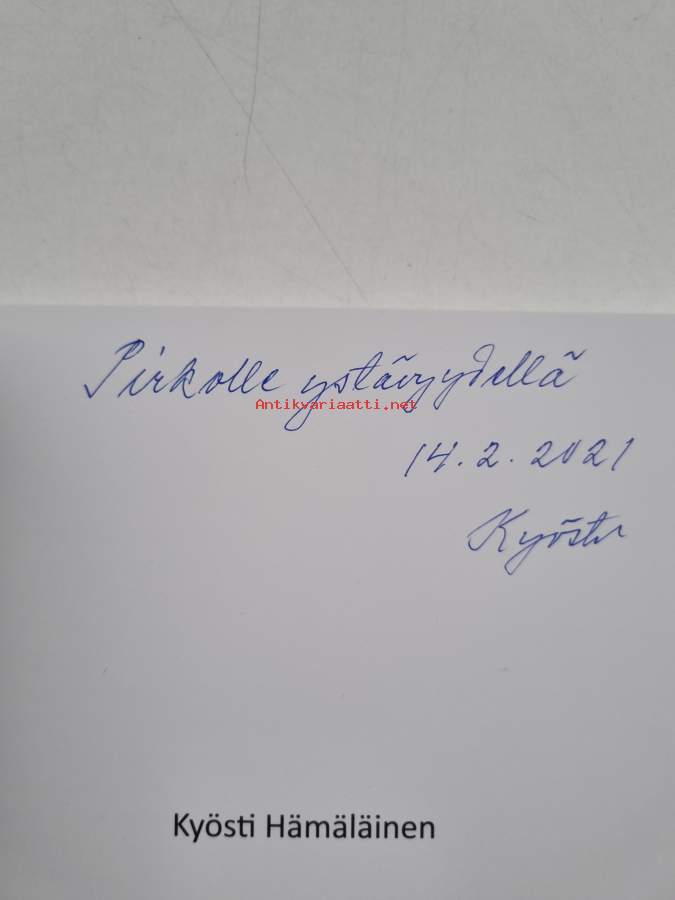 Pirkolle ystävyydellä
Antikvariaatti.net
14.2.2021
Kyösti
Kyösti Hämäläinen